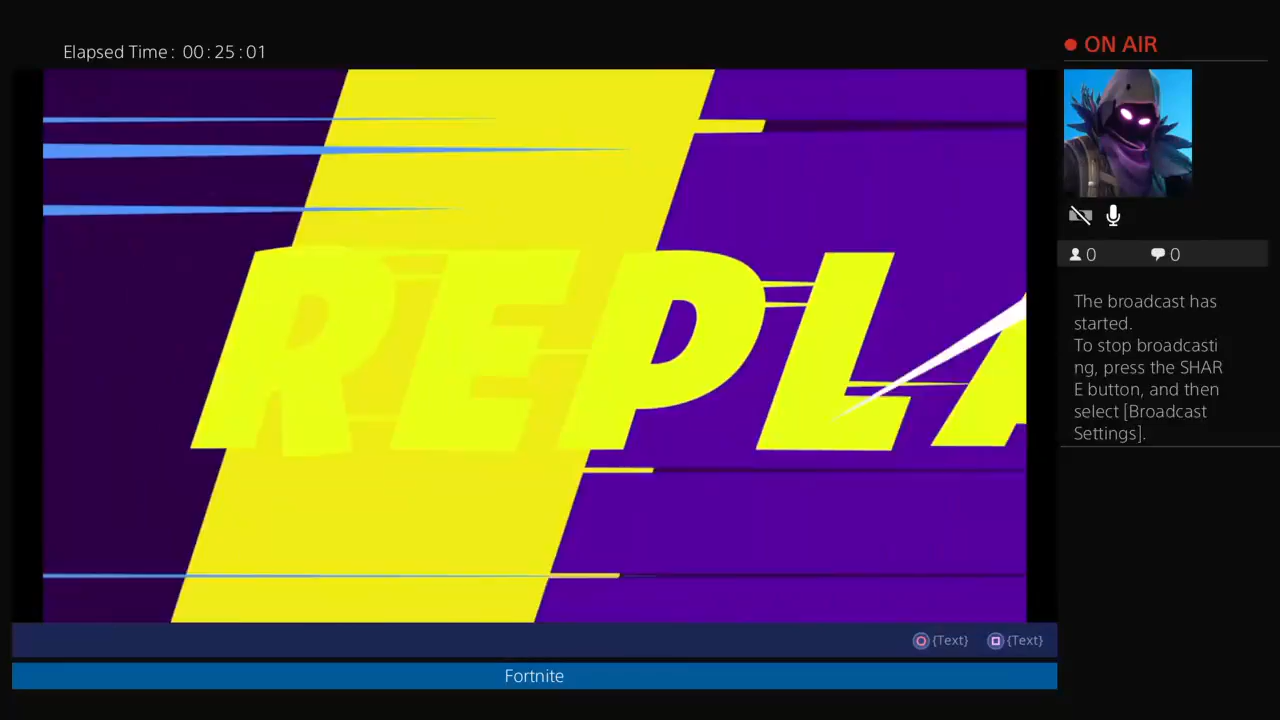 Elapsed Time: 00:25:01
ON AIR
REPLA
0
0
The broadcast has
started.
To stop broadcasti
ng, press the SHAR
E button, and then
select [Broadcast
Settings].
{Text}
{Text}
Fortnite